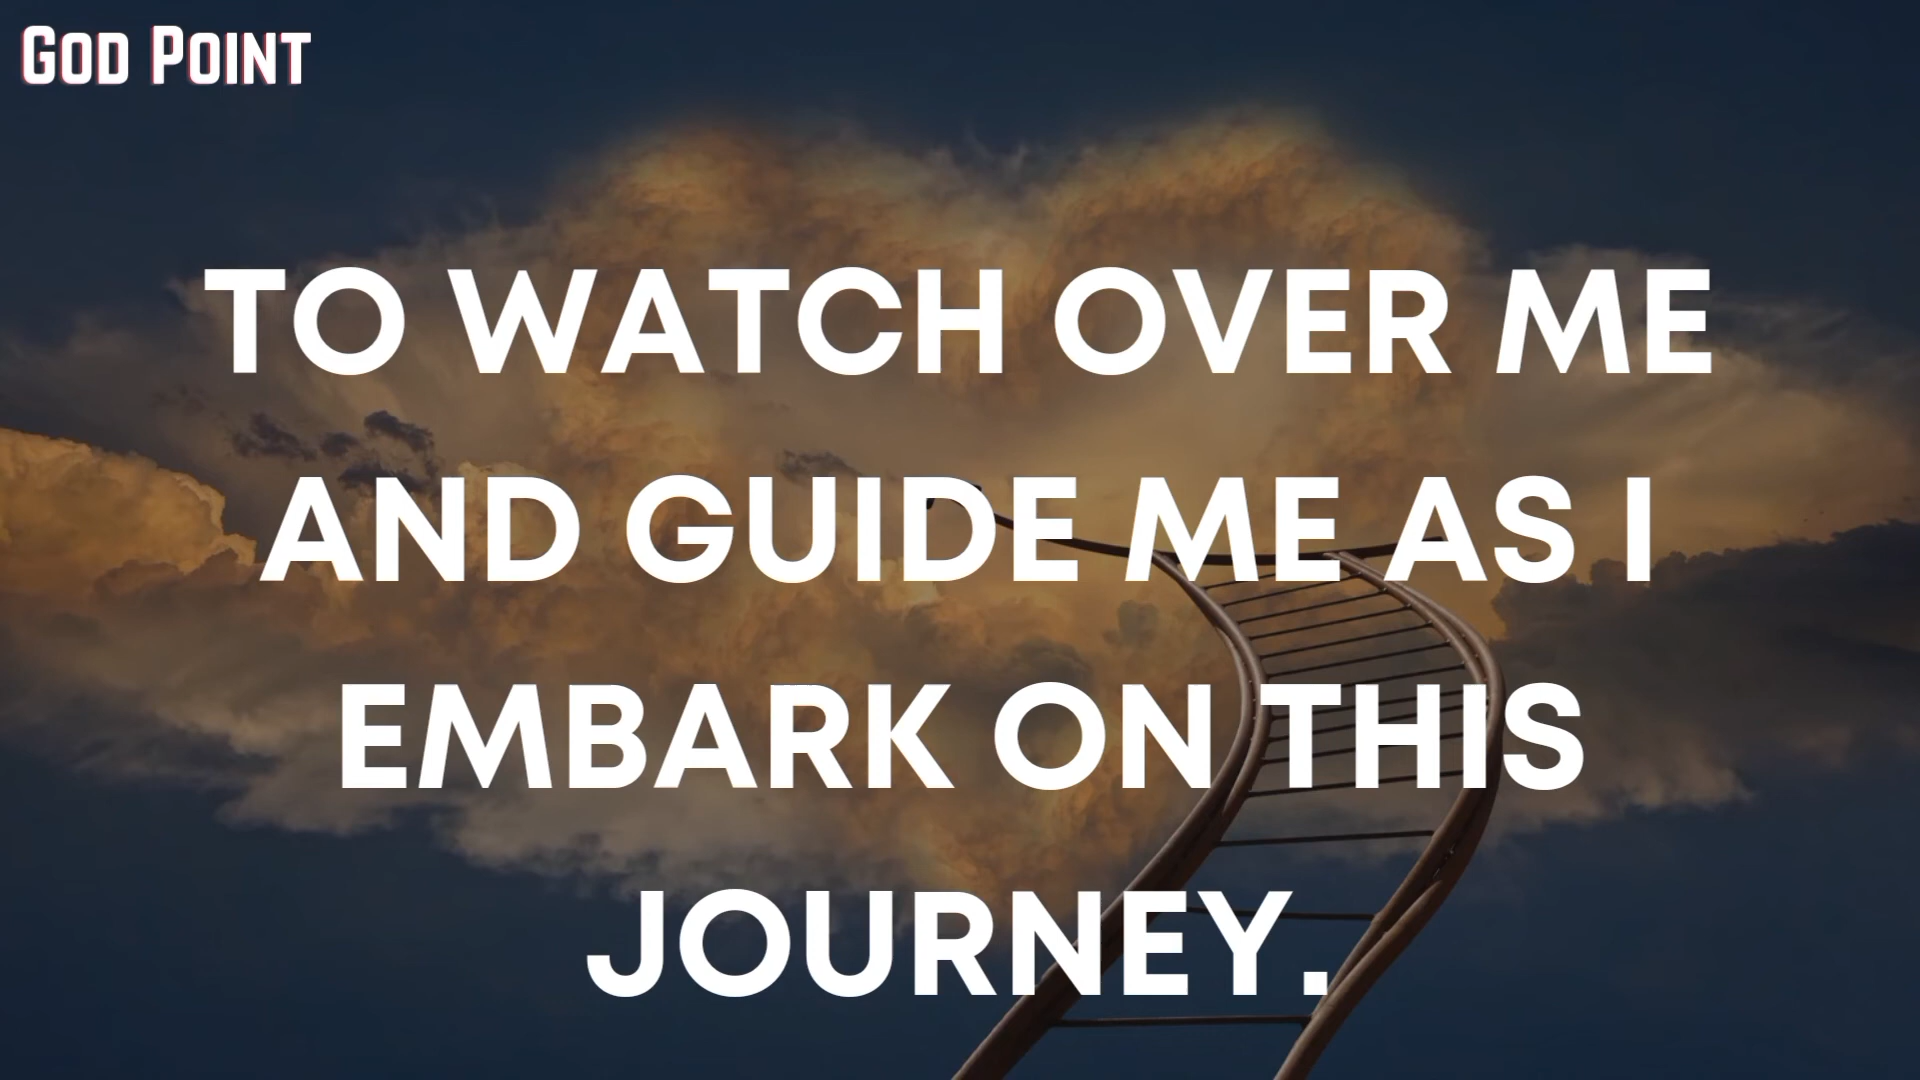 GOD POINT
TO WATCH OVER ME
AND GUIDE ME AS I
EMBARK ON THIS
JOURNEY.